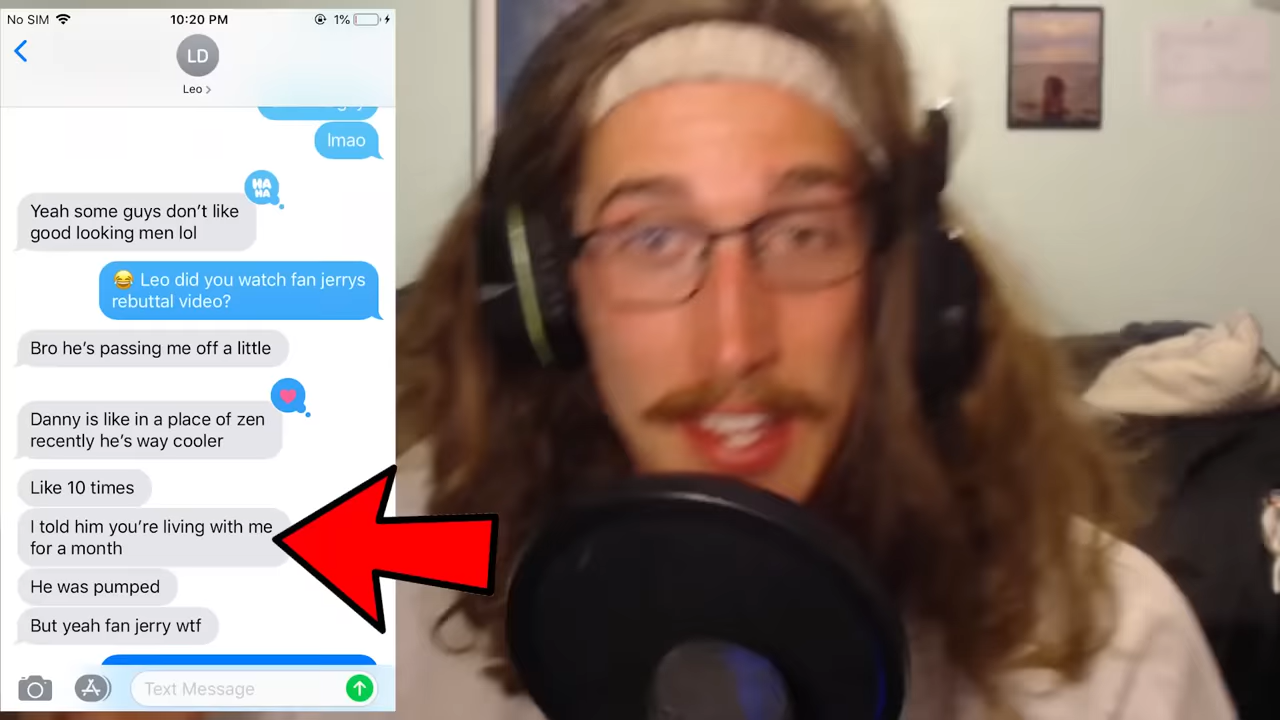 No SIM 10:20 PM 1%
LD
Leo
lmao
HA
HA
Yeah some guys don't like
good looking men lol
😂 Leo did you watch fan jerrys
rebuttal video?
Bro he's passing me off a little
Danny is like in a place of zen
recently he's way cooler
Like 10 times
I told him you're living with me
for a month
He was pumped
But yeah fan jerry wtf
Text Message